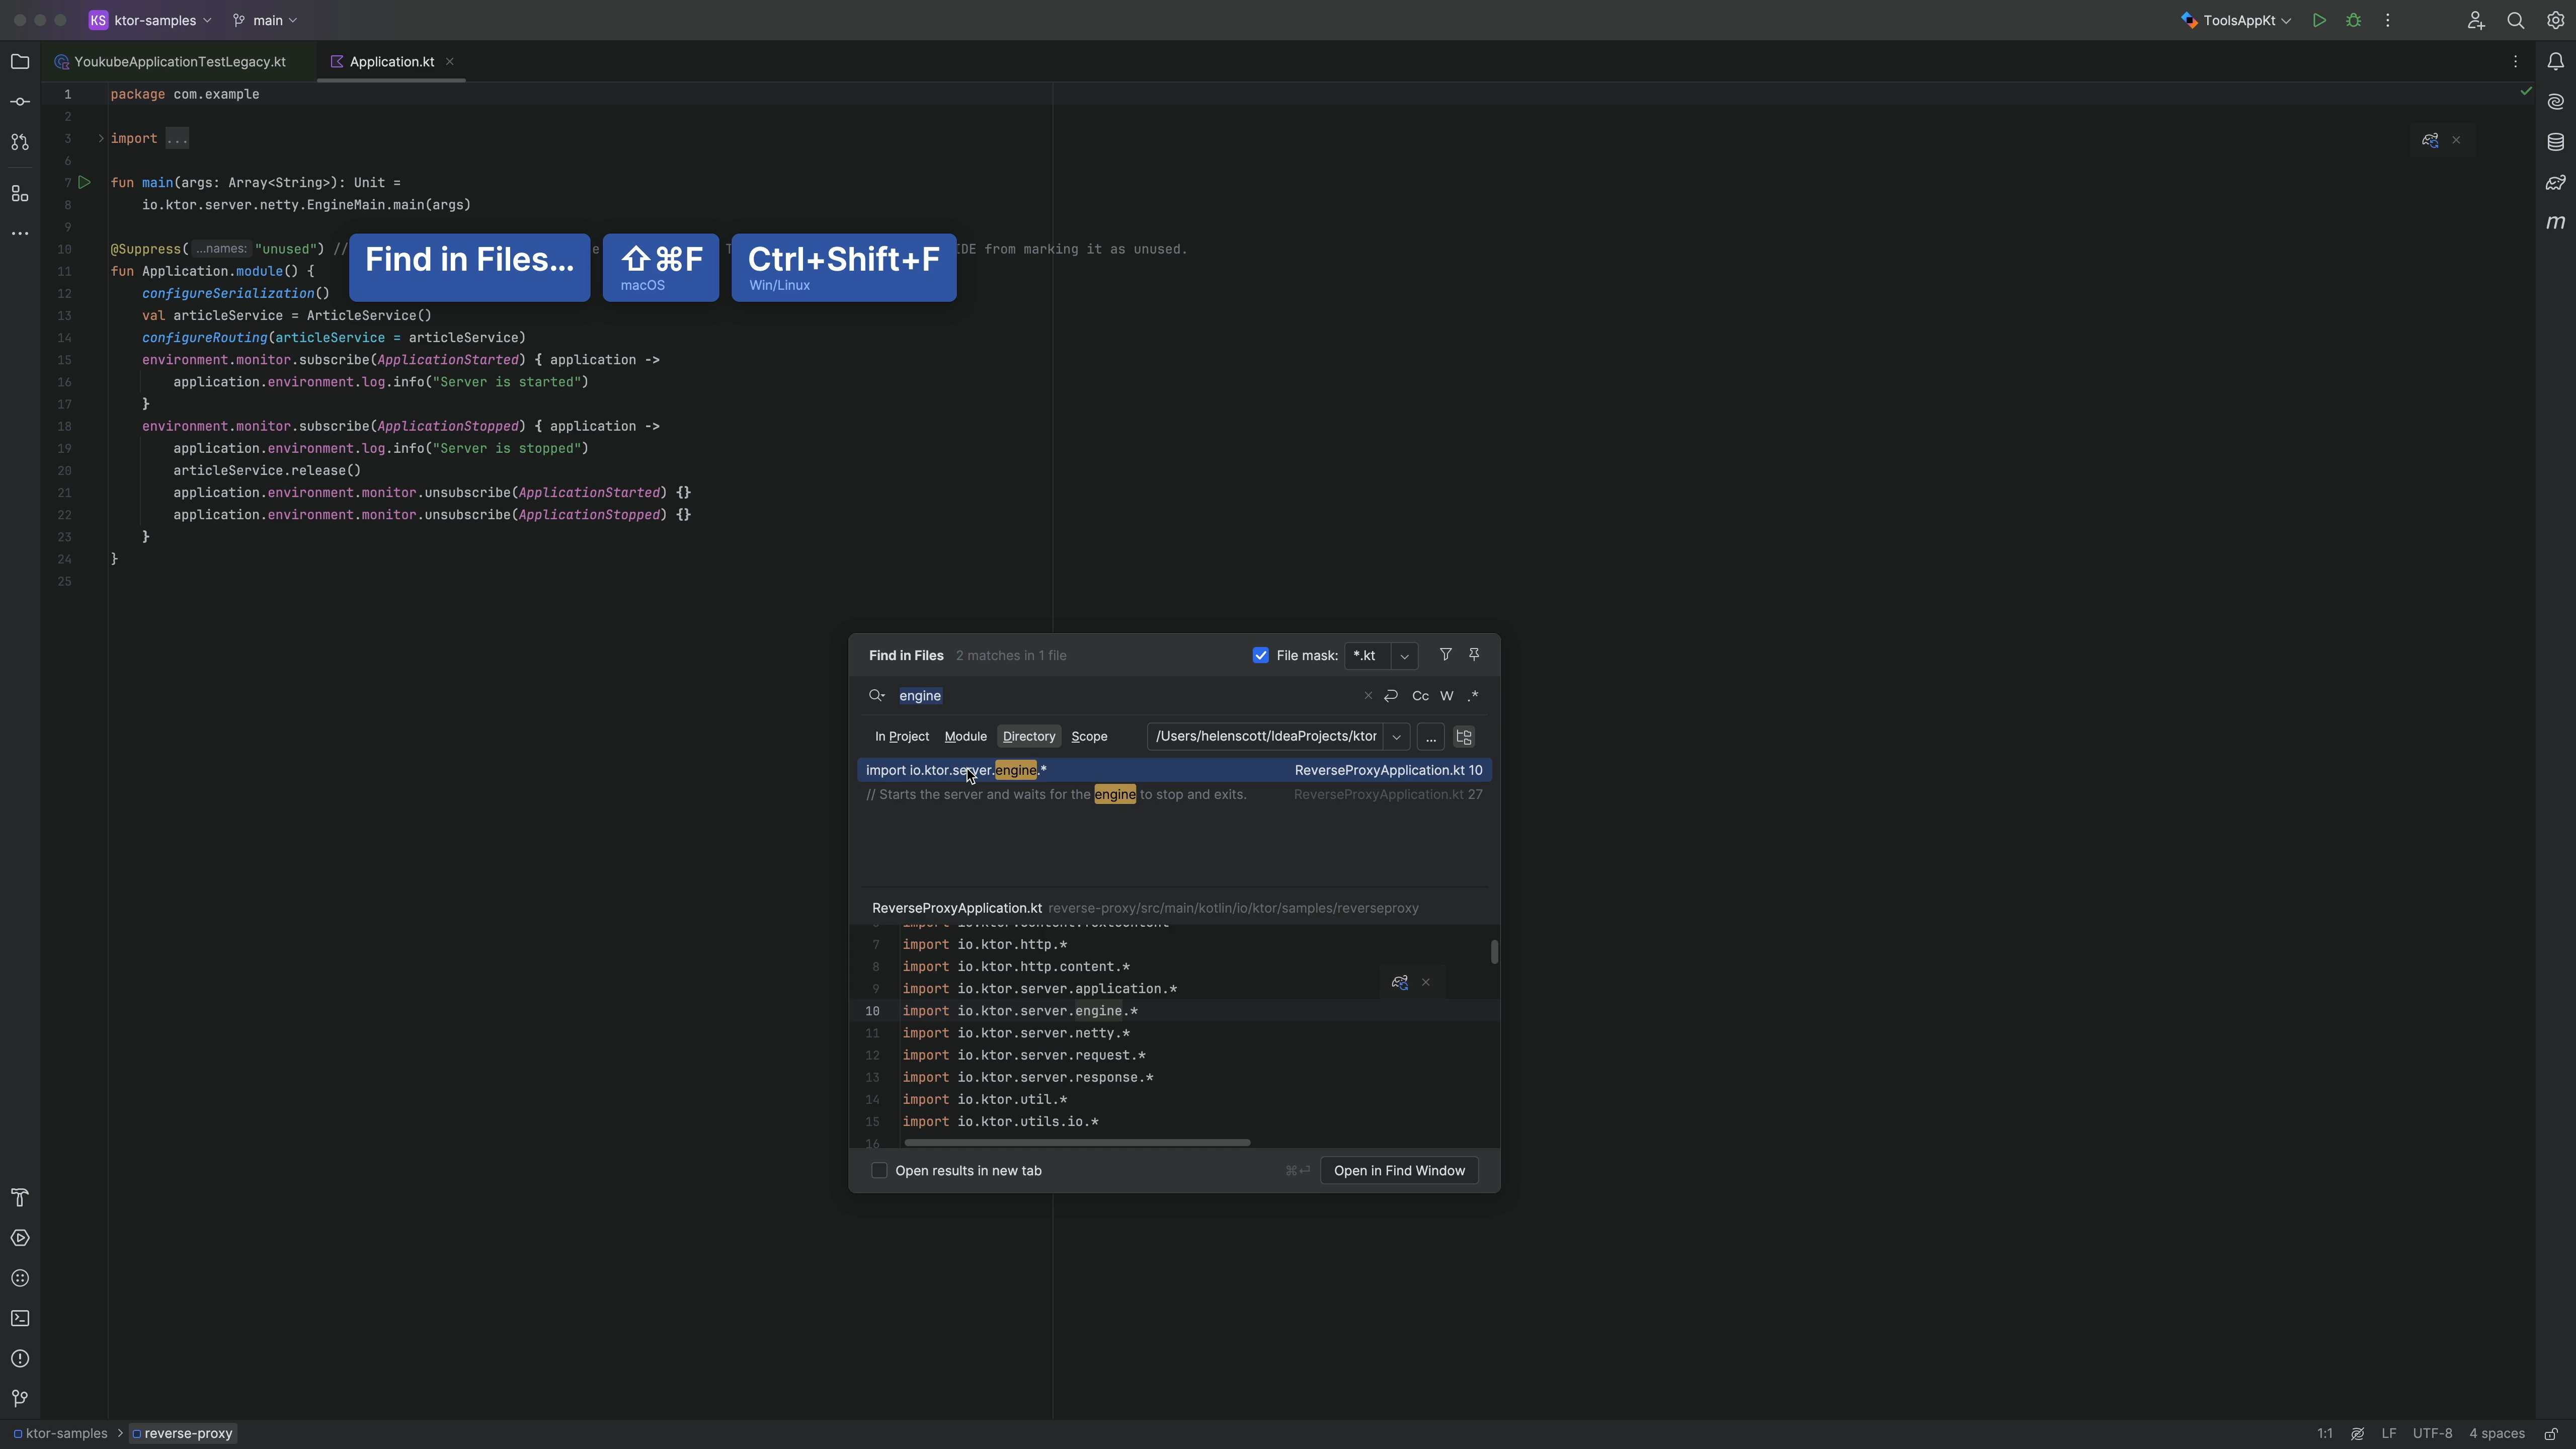 KS ktor-samples main ToolsAppKt
YoukubeApplicationTestLegacy.kt Application.kt
1 package com.example
2
3 import ...
6
7 fun main(args: Array<String>): Unit =
8 io.ktor.server.netty.EngineMain.main(args)
9
10 @Suppress( ...names: "unused") // IDE from marking it as unused.
Find in Files... ⇧⌘F Ctrl+Shift+F
macOS Win/Linux
11 fun Application.module() {
12 configureSerialization()
13 val articleService = ArticleService()
14 configureRouting(articleService = articleService)
15 environment.monitor.subscribe(ApplicationStarted) { application ->
16 application.environment.log.info("Server is started")
17 }
18 environment.monitor.subscribe(ApplicationStopped) { application ->
19 application.environment.log.info("Server is stopped")
20 articleService.release()
21 application.environment.monitor.unsubscribe(ApplicationStarted) {}
22 application.environment.monitor.unsubscribe(ApplicationStopped) {}
23 }
24 }
25
Find in Files 2 matches in 1 file File mask: *.kt
engine Cc W .*
In Project Module Directory Scope /Users/helenscott/IdeaProjects/ktor ...
import io.ktor.server.engine.* ReverseProxyApplication.kt 10
// Starts the server and waits for the engine to stop and exits. ReverseProxyApplication.kt 27
ReverseProxyApplication.kt reverse-proxy/src/main/kotlin/io/ktor/samples/reverseproxy
7 import io.ktor.http.*
8 import io.ktor.http.content.*
9 import io.ktor.server.application.*
10 import io.ktor.server.engine.*
11 import io.ktor.server.netty.*
12 import io.ktor.server.request.*
13 import io.ktor.server.response.*
14 import io.ktor.util.*
15 import io.ktor.utils.io.*
16
Open results in new tab ⌘⏎ Open in Find Window
ktor-samples > reverse-proxy 1:1 LF UTF-8 4 spaces